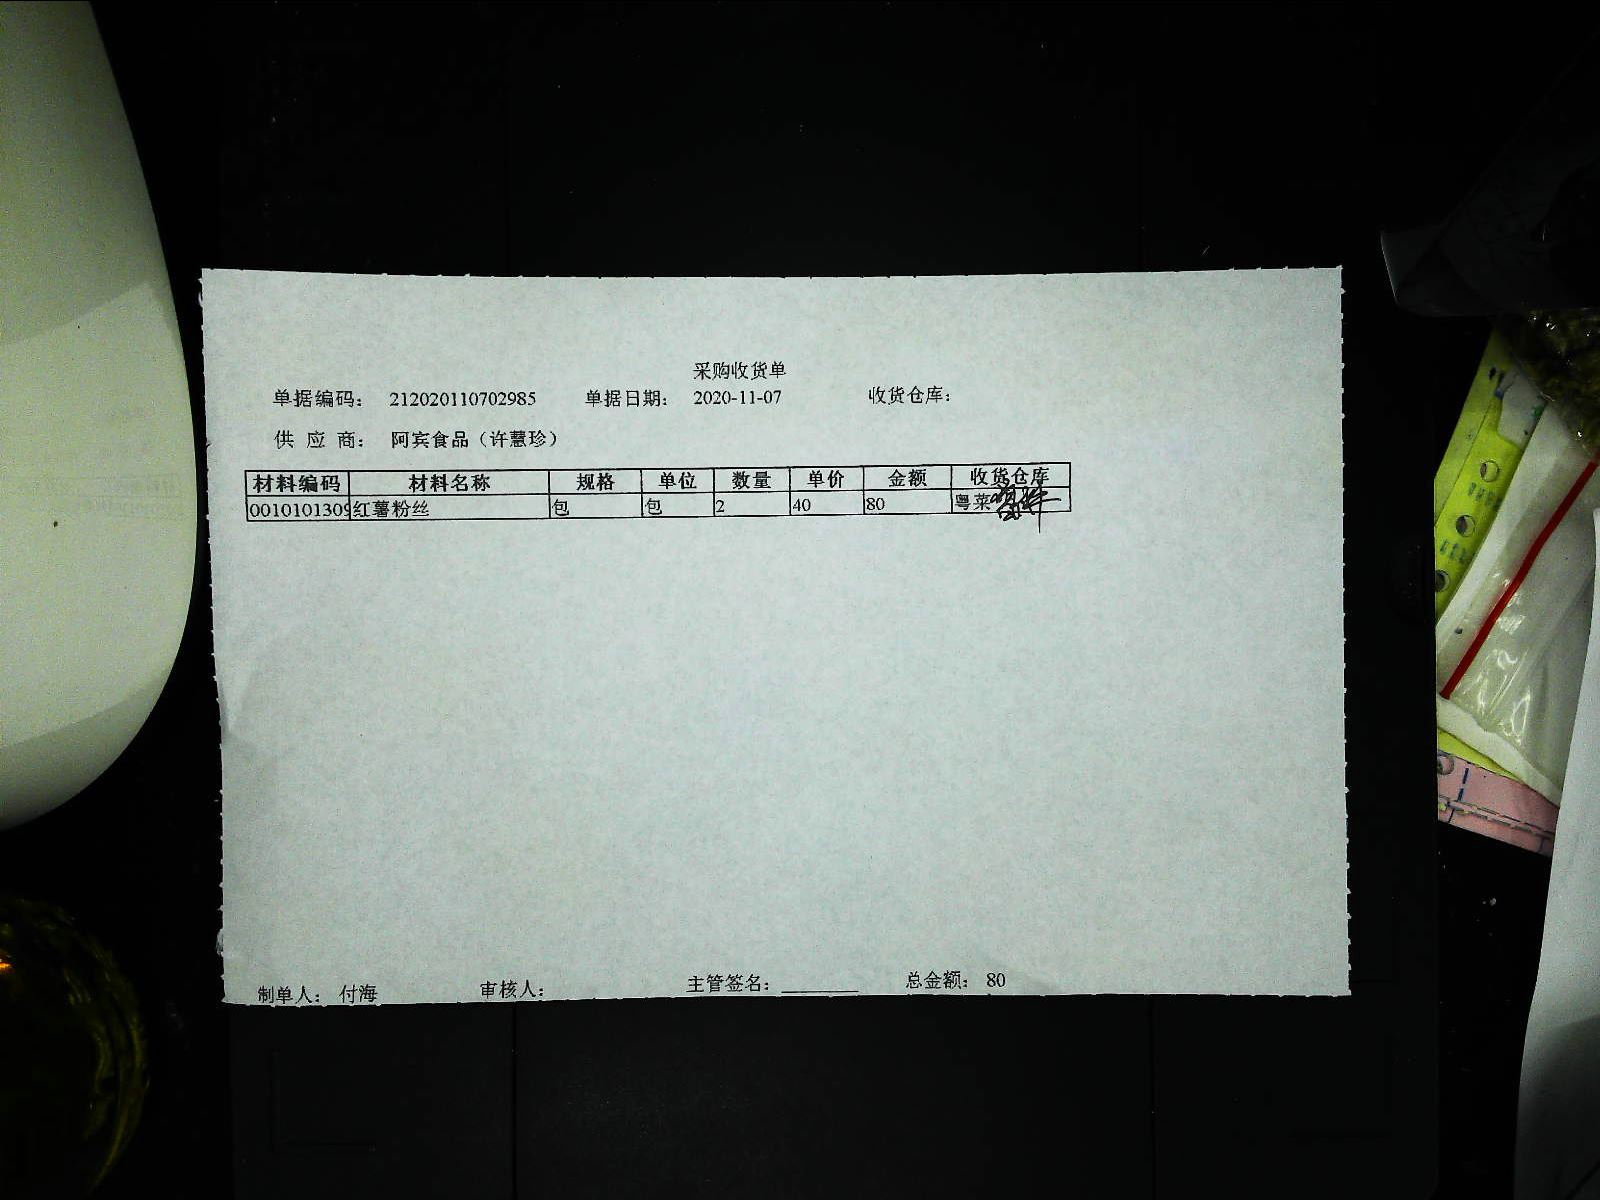 采购收货单
单据编码： 212020110702985 单据日期： 2020-11-07 收货仓库：
供 应 商： 阿宾食品（许慧珍）
材料编码 材料名称 规格 单位 数量 单价 金额 收货仓库
0010101309 红薯粉丝 包 包 2 40 80 粤菜
制单人： 付海 审核人： 主管签名：________ 总金额： 80